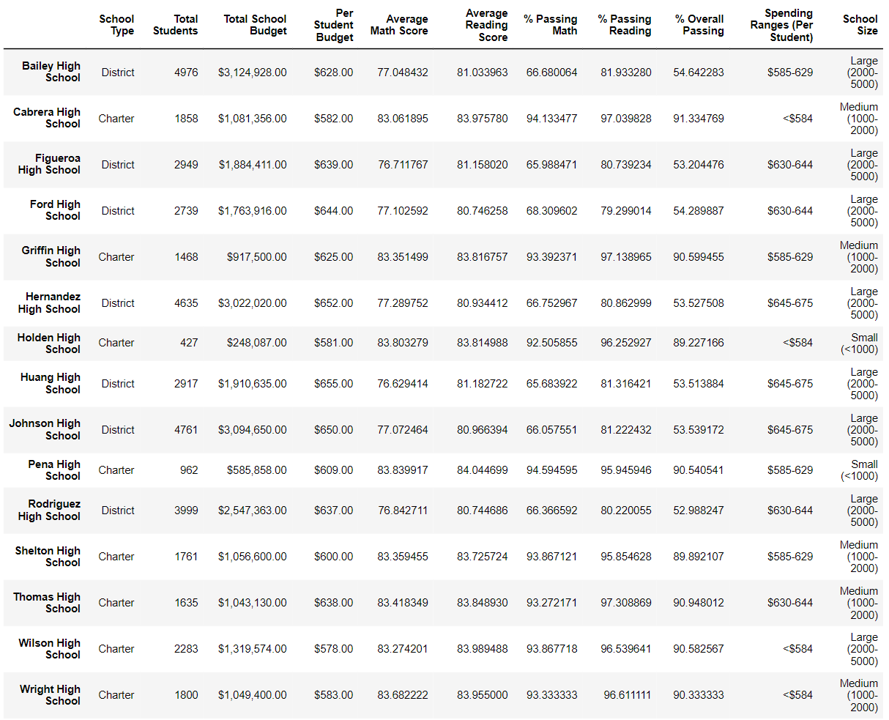 School Type Total Students Total School Budget Per Student Budget Average Math Score Average Reading Score % Passing Math % Passing Reading % Overall Passing Spending Ranges (Per Student) School Size
Bailey High School District 4976 $3,124,928.00 $628.00 77.048432 81.033963 66.680064 81.933280 54.642283 $585-629 Large (2000-5000)
Cabrera High School Charter 1858 $1,081,356.00 $582.00 83.061895 83.975780 94.133477 97.039828 91.334769 <$584 Medium (1000-2000)
Figueroa High School District 2949 $1,884,411.00 $639.00 76.711767 81.158020 65.988471 80.739234 53.204476 $630-644 Large (2000-5000)
Ford High School District 2739 $1,763,916.00 $644.00 77.102592 80.746258 68.309602 79.299014 54.289887 $630-644 Large (2000-5000)
Griffin High School Charter 1468 $917,500.00 $625.00 83.351499 83.816757 93.392371 97.138965 90.599455 $585-629 Medium (1000-2000)
Hernandez High School District 4635 $3,022,020.00 $652.00 77.289752 80.934412 66.752967 80.862999 53.527508 $645-675 Large (2000-5000)
Holden High School Charter 427 $248,087.00 $581.00 83.803279 83.814988 92.505855 96.252927 89.227166 <$584 Small (<1000)
Huang High School District 2917 $1,910,635.00 $655.00 76.629414 81.182722 65.683922 81.316421 53.513884 $645-675 Large (2000-5000)
Johnson High School District 4761 $3,094,650.00 $650.00 77.072464 80.966394 66.057551 81.222432 53.539172 $645-675 Large (2000-5000)
Pena High School Charter 962 $585,858.00 $609.00 83.839917 84.044699 94.594595 95.945946 90.540541 $585-629 Small (<1000)
Rodriguez High School District 3999 $2,547,363.00 $637.00 76.842711 80.744686 66.366592 80.220055 52.988247 $630-644 Large (2000-5000)
Shelton High School Charter 1761 $1,056,600.00 $600.00 83.359455 83.725724 93.867121 95.854628 89.892107 $585-629 Medium (1000-2000)
Thomas High School Charter 1635 $1,043,130.00 $638.00 83.418349 83.848930 93.272171 97.308869 90.948012 $630-644 Medium (1000-2000)
Wilson High School Charter 2283 $1,319,574.00 $578.00 83.274201 83.989488 93.867718 96.539641 90.582567 <$584 Large (2000-5000)
Wright High School Charter 1800 $1,049,400.00 $583.00 83.682222 83.955000 93.333333 96.611111 90.333333 <$584 Medium (1000-2000)